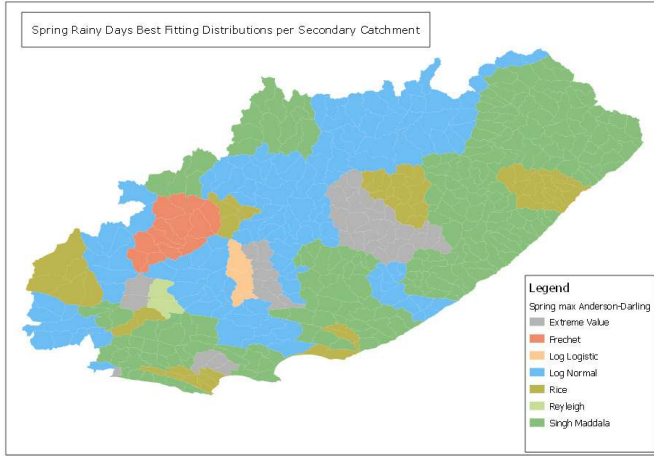 Spring Rainy Days Best Fitting Distributions per Secondary Catchment
Legend
Spring max Anderson-Darling
Extreme Value
Frechet
Log Logistic
Log Normal
Rice
Reyleigh
Singh Maddala